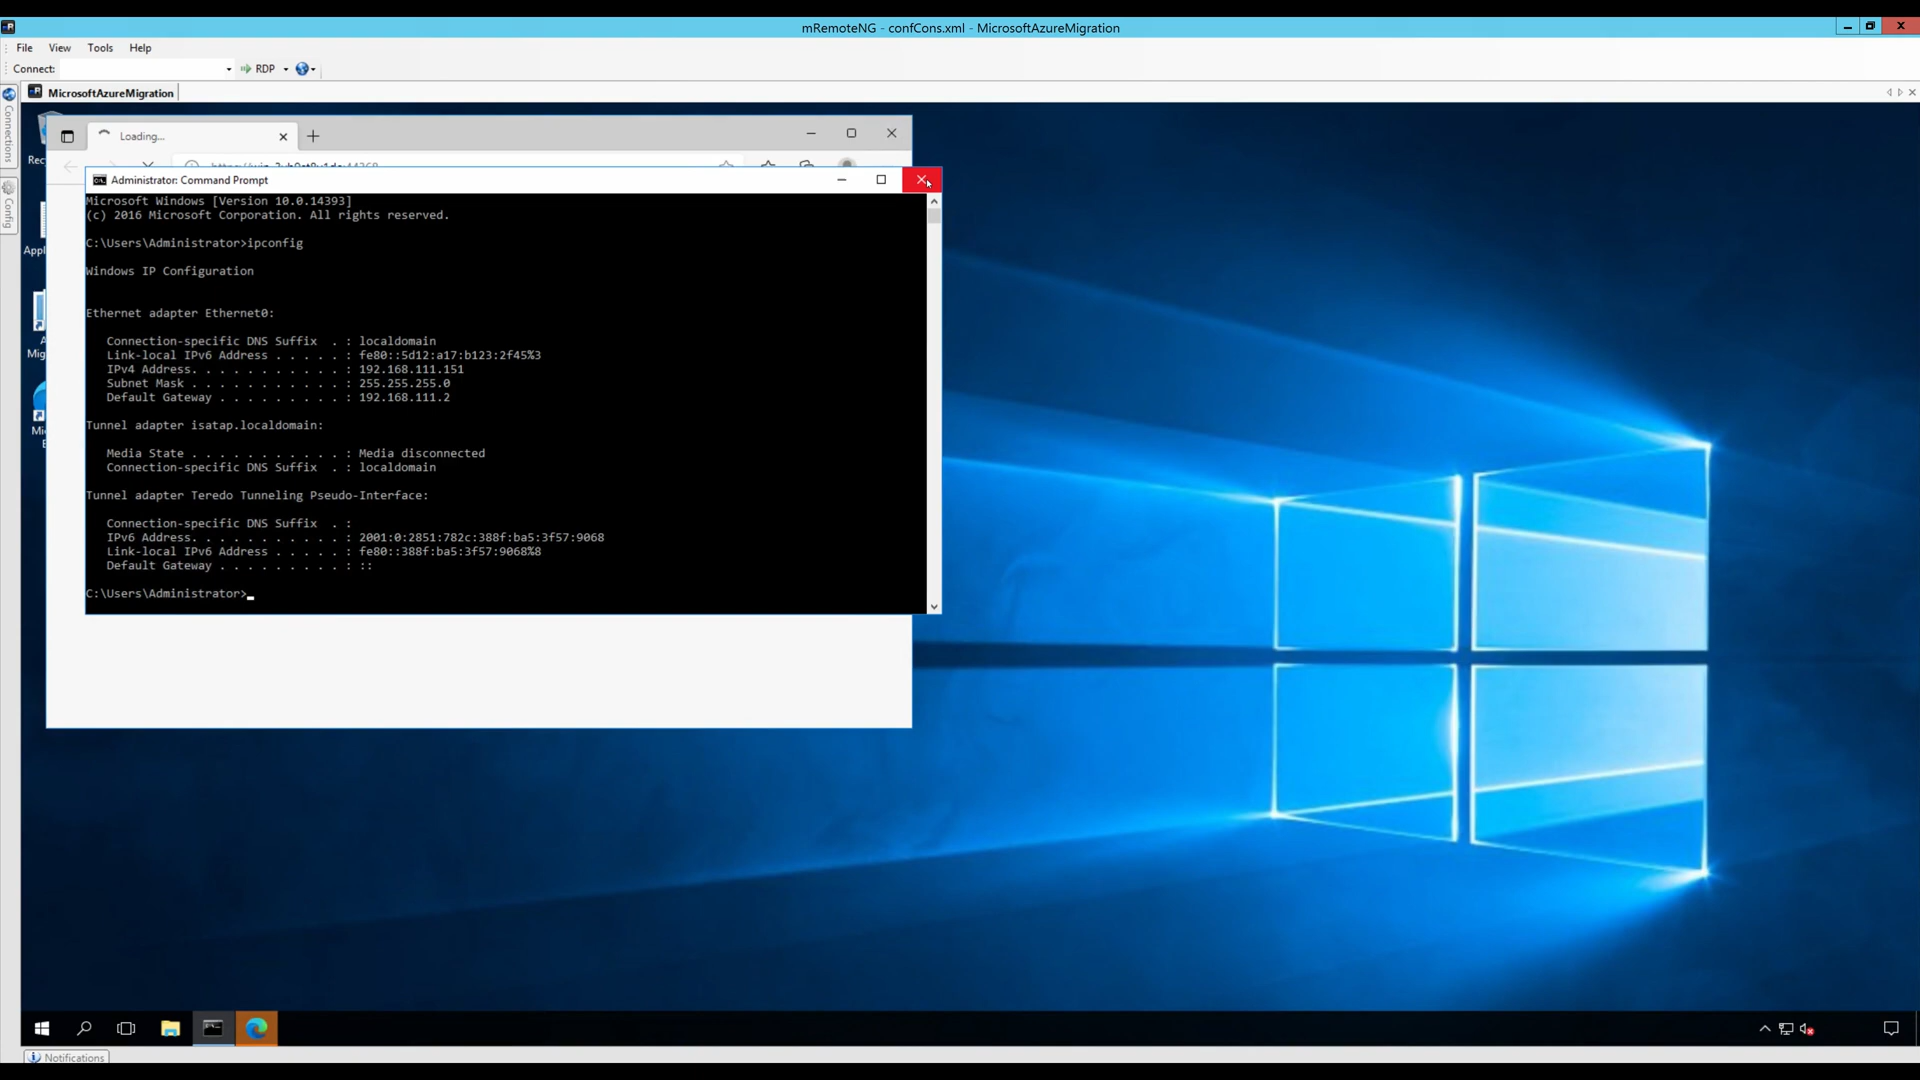 mRemoteNG - confCons.xml - MicrosoftAzureMigration
File View Tools Help
Connect: RDP
MicrosoftAzureMigration
Connections
Config
Loading...
Administrator: Command Prompt
Microsoft Windows [Version 10.0.14393]
(c) 2016 Microsoft Corporation. All rights reserved.
C:\Users\Administrator>ipconfig
Windows IP Configuration
Ethernet adapter Ethernet0:
Connection-specific DNS Suffix . : localdomain
Link-local IPv6 Address . . . . . : fe80::5d12:a17:b123:2f45%3
IPv4 Address. . . . . . . . . . . : 192.168.111.151
Subnet Mask . . . . . . . . . . . : 255.255.255.0
Default Gateway . . . . . . . . . : 192.168.111.2
Tunnel adapter isatap.localdomain:
Media State . . . . . . . . . . . : Media disconnected
Connection-specific DNS Suffix . : localdomain
Tunnel adapter Teredo Tunneling Pseudo-Interface:
Connection-specific DNS Suffix . :
IPv6 Address. . . . . . . . . . . : 2001:0:2851:782c:388f:ba5:3f57:9068
Link-local IPv6 Address . . . . . : fe80::388f:ba5:3f57:9068%8
Default Gateway . . . . . . . . . : ::
C:\Users\Administrator>_
Rec
Appl
A
Mig
Mi
E
Notifications